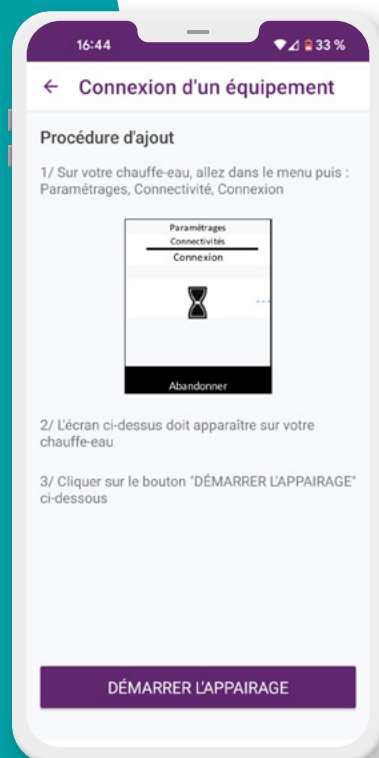 16:44
33 %
← Connexion d'un équipement
Procédure d'ajout
1/ Sur votre chauffe-eau, allez dans le menu puis :
Paramétrages, Connectivité, Connexion
Paramétrages
Connectivités
Connexion
Abandonner
2/ L'écran ci-dessus doit apparaître sur votre
chauffe-eau
3/ Cliquer sur le bouton "DÉMARRER L'APPAIRAGE"
ci-dessous
DÉMARRER L'APPAIRAGE